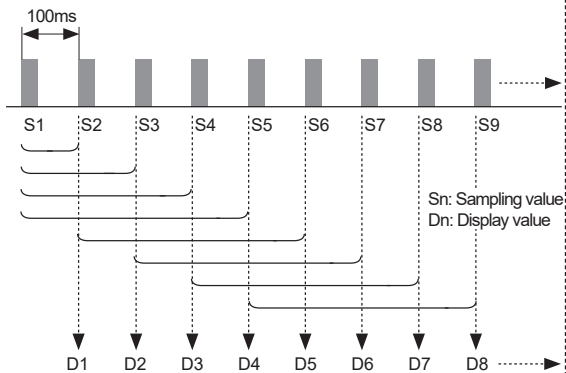 100ms
S1 S2 S3 S4 S5 S6 S7 S8 S9
Sn: Sampling value
Dn: Display value
D1 D2 D3 D4 D5 D6 D7 D8